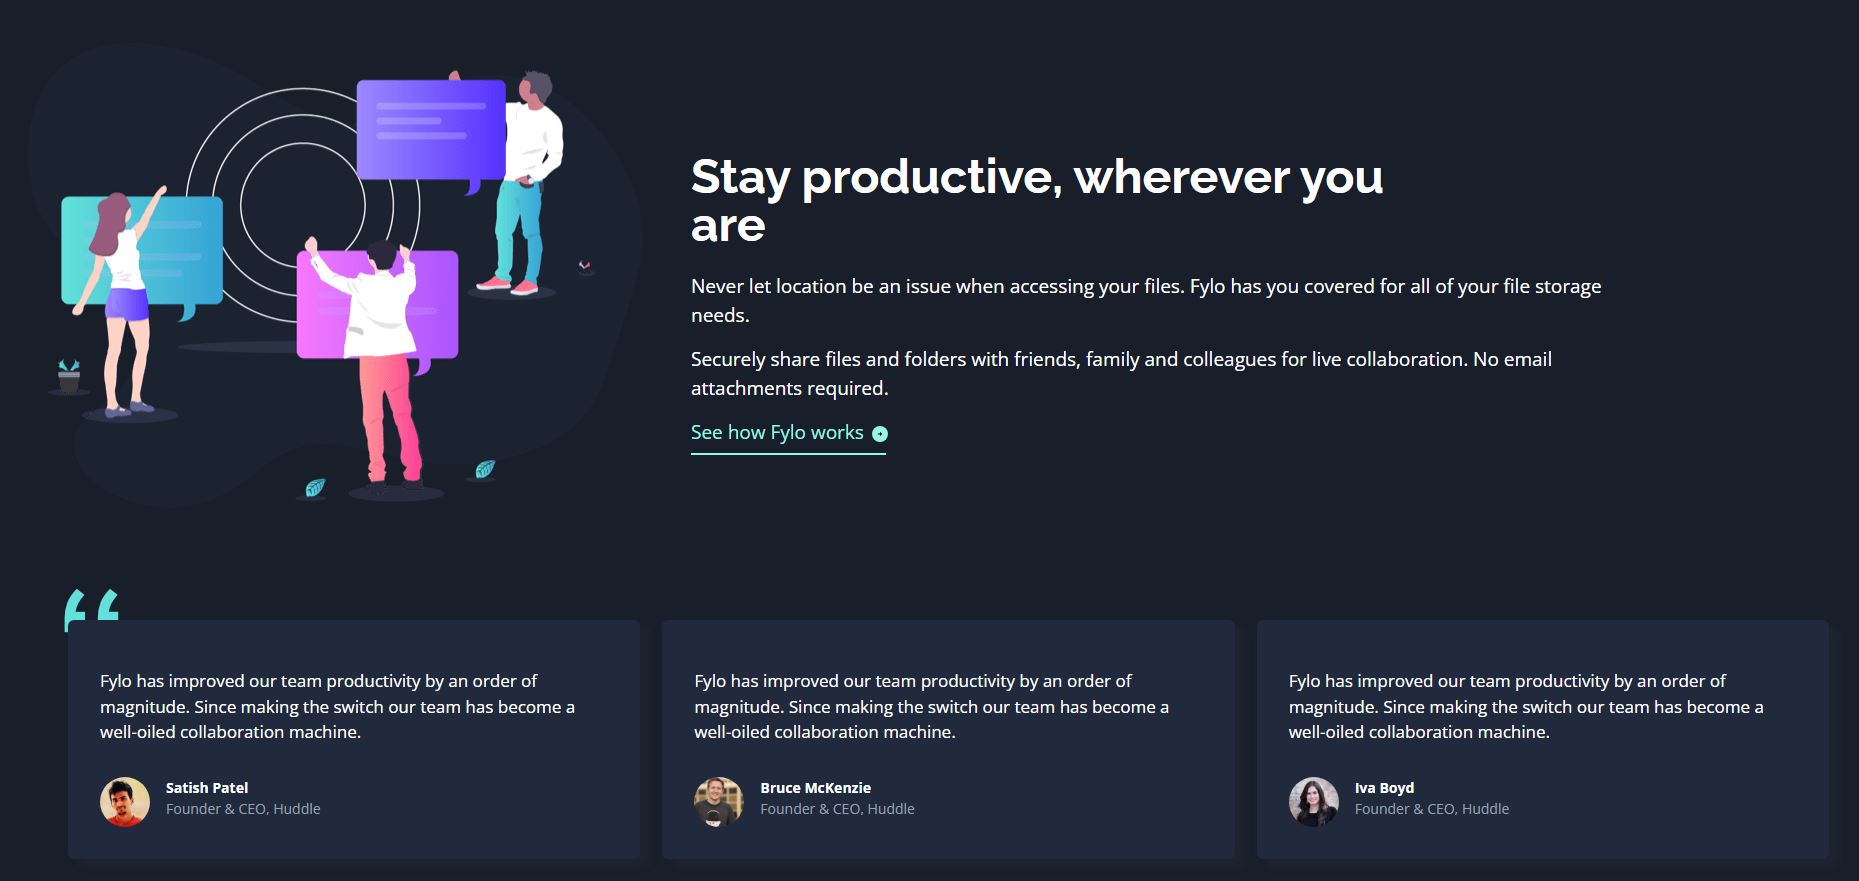 Stay productive, wherever you
are
Never let location be an issue when accessing your files. Fylo has you covered for all of your file storage
needs.
Securely share files and folders with friends, family and colleagues for live collaboration. No email
attachments required.
See how Fylo works
“
Fylo has improved our team productivity by an order of
magnitude. Since making the switch our team has become a
well-oiled collaboration machine.
Satish Patel
Founder & CEO, Huddle
Fylo has improved our team productivity by an order of
magnitude. Since making the switch our team has become a
well-oiled collaboration machine.
Bruce McKenzie
Founder & CEO, Huddle
Fylo has improved our team productivity by an order of
magnitude. Since making the switch our team has become a
well-oiled collaboration machine.
Iva Boyd
Founder & CEO, Huddle